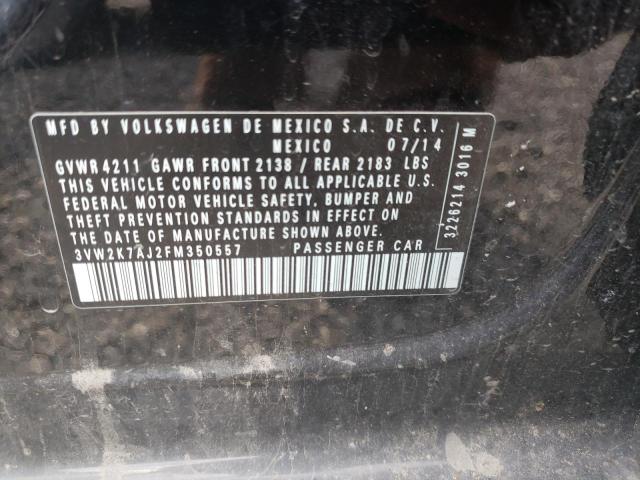 MFD BY VOLKSWAGEN DE MEXICO S.A. DE C.V.
MEXICO 07/14
GVWR 4211 GAWR FRONT 2138 / REAR 2183 LBS
THIS VEHICLE CONFORMS TO ALL APPLICABLE U.S.
FEDERAL MOTOR VEHICLE SAFETY, BUMPER AND
THEFT PREVENTION STANDARDS IN EFFECT ON
THE DATE OF MANUFACTURE SHOWN ABOVE.
3VW2K7AJ2FM350557 PASSENGER CAR
3226214 3016 M